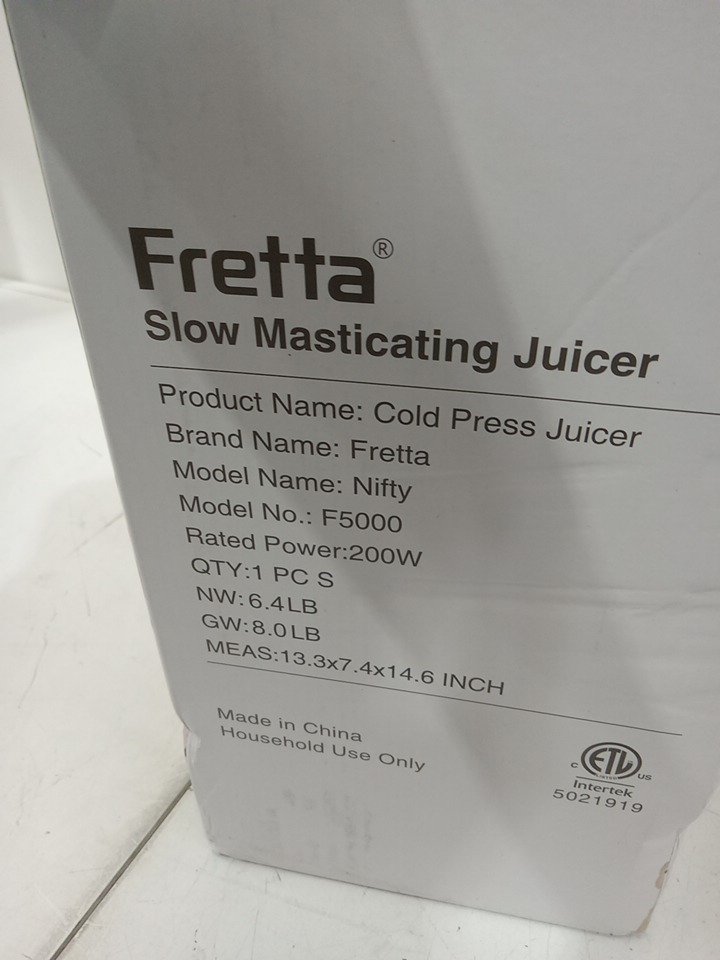 Fretta®
Slow Masticating Juicer
Product Name: Cold Press Juicer
Brand Name: Fretta
Model Name: Nifty
Model No.: F5000
Rated Power:200W
QTY:1 PC S
NW:6.4LB
GW:8.0LB
MEAS:13.3x7.4x14.6 INCH
Made in China
Household Use Only
C ETL US
LISTED
Intertek
5021919